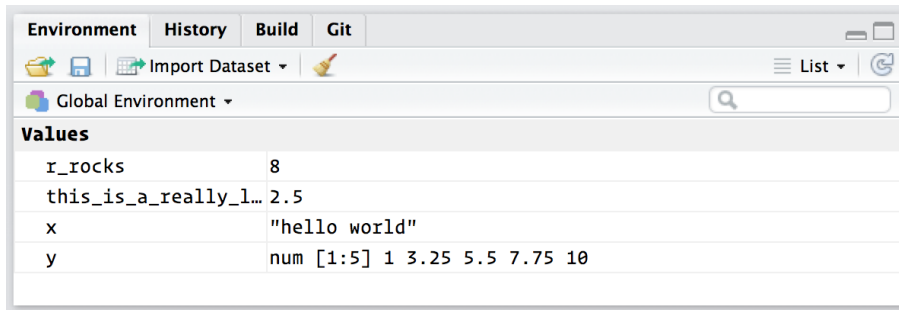 Environment History Build Git
Import Dataset List
Global Environment
Values
r_rocks 8
this_is_a_really_l… 2.5
x "hello world"
y num [1:5] 1 3.25 5.5 7.75 10